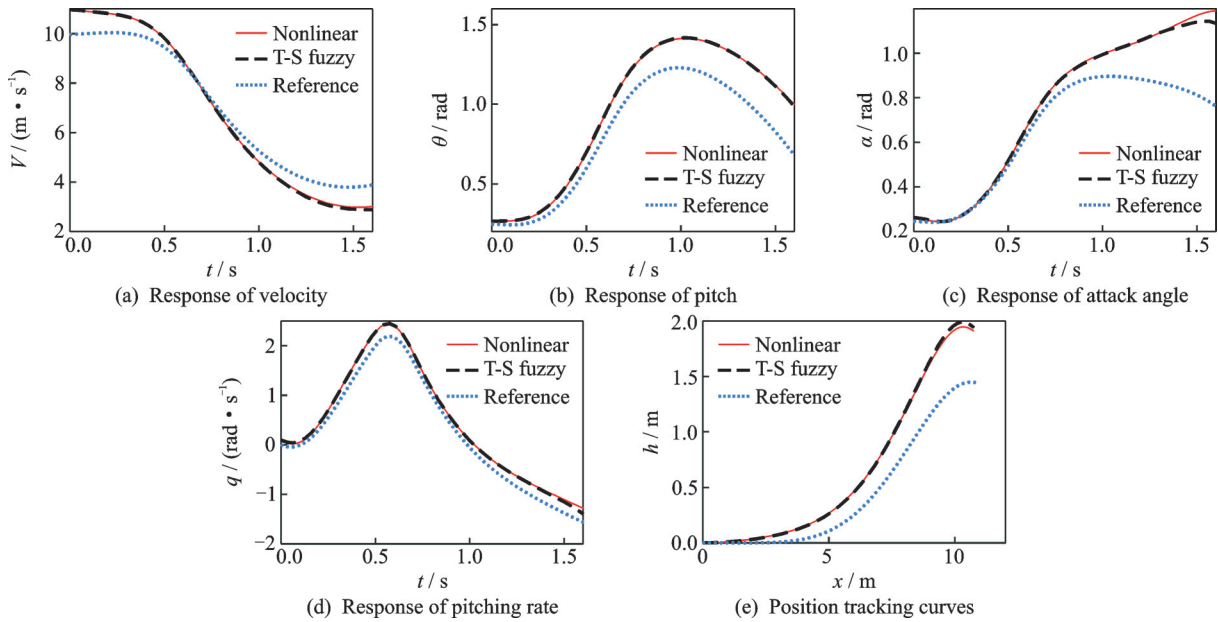 V / (m • s⁻¹)
10
8
6
4
2
0.0
0.5
1.0
1.5
t / s
Nonlinear
T-S fuzzy
Reference
(a) Response of velocity
θ / rad
1.5
1.0
0.5
0.0
0.5
1.0
1.5
t / s
Nonlinear
T-S fuzzy
Reference
(b) Response of pitch
α / rad
1.0
0.8
0.6
0.4
0.2
0.0
0.5
1.0
1.5
t / s
Nonlinear
T-S fuzzy
Reference
(c) Response of attack angle
q / (rad • s⁻¹)
2
1
0
−1
−2
0.0
0.5
1.0
1.5
t / s
Nonlinear
T-S fuzzy
Reference
(d) Response of pitching rate
h / m
2.0
1.5
1.0
0.5
0.0
0
5
10
x / m
Nonlinear
T-S fuzzy
Reference
(e) Position tracking curves